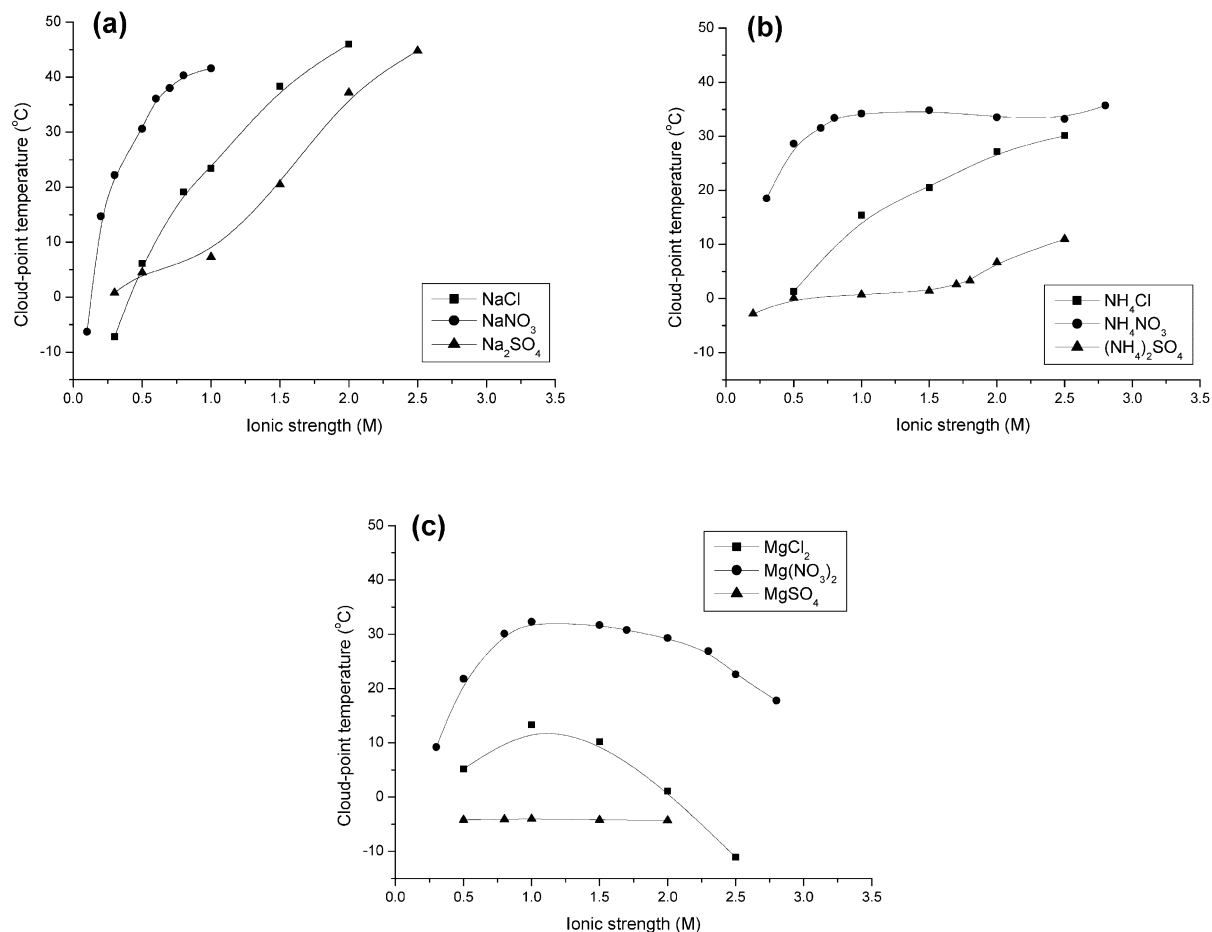 (a)
50
40
30
20
10
0
-10
Cloud-point temperature (°C)
NaCl
NaNO₃
Na₂SO₄
0.0 0.5 1.0 1.5 2.0 2.5 3.0 3.5
Ionic strength (M)
(b)
50
40
30
20
10
0
-10
Cloud-point temperature (°C)
NH₄Cl
NH₄NO₃
(NH₄)₂SO₄
0.0 0.5 1.0 1.5 2.0 2.5 3.0 3.5
Ionic strength (M)
(c)
50
40
30
20
10
0
-10
Cloud-point temperature (°C)
MgCl₂
Mg(NO₃)₂
MgSO₄
0.0 0.5 1.0 1.5 2.0 2.5 3.0 3.5
Ionic strength (M)